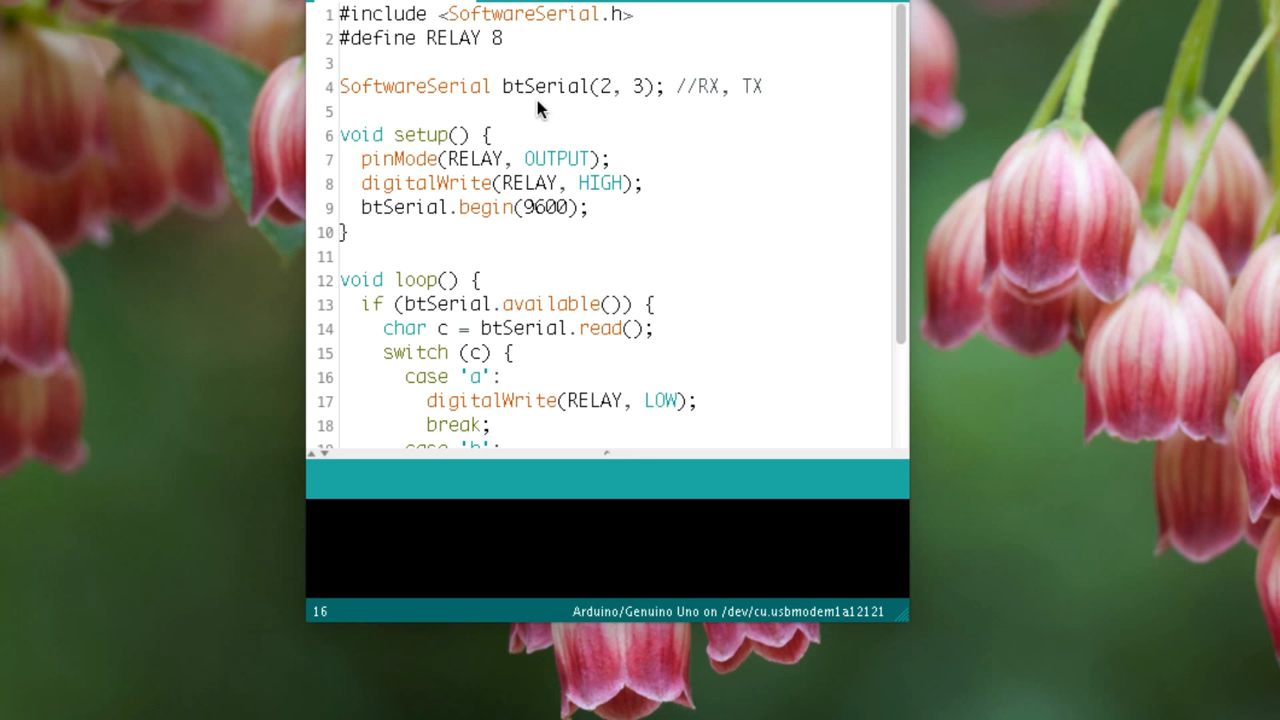 1 #include <SoftwareSerial.h>
2 #define RELAY 8
3
4 SoftwareSerial btSerial(2, 3); //RX, TX
5
6 void setup() {
7 pinMode(RELAY, OUTPUT);
8 digitalWrite(RELAY, HIGH);
9 btSerial.begin(9600);
10 }
11
12 void loop() {
13 if (btSerial.available()) {
14 char c = btSerial.read();
15 switch (c) {
16 case 'a':
17 digitalWrite(RELAY, LOW);
18 break;
19 case 'b':
16 Arduino/Genuino Uno on /dev/cu.usbmodem1a12121